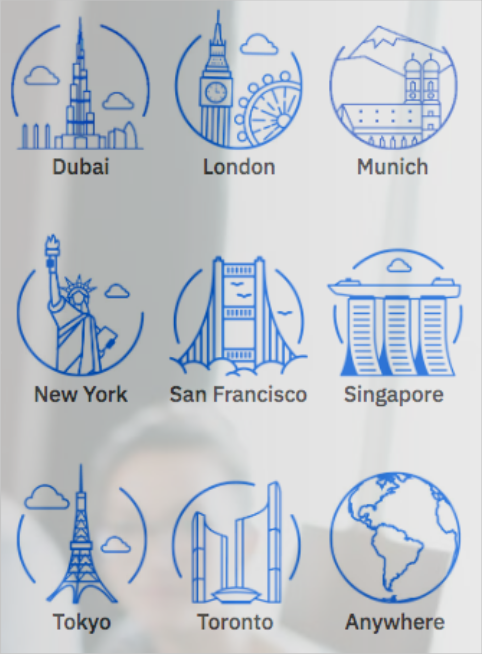 Dubai
London
Munich
New York
San Francisco
Singapore
Tokyo
Toronto
Anywhere